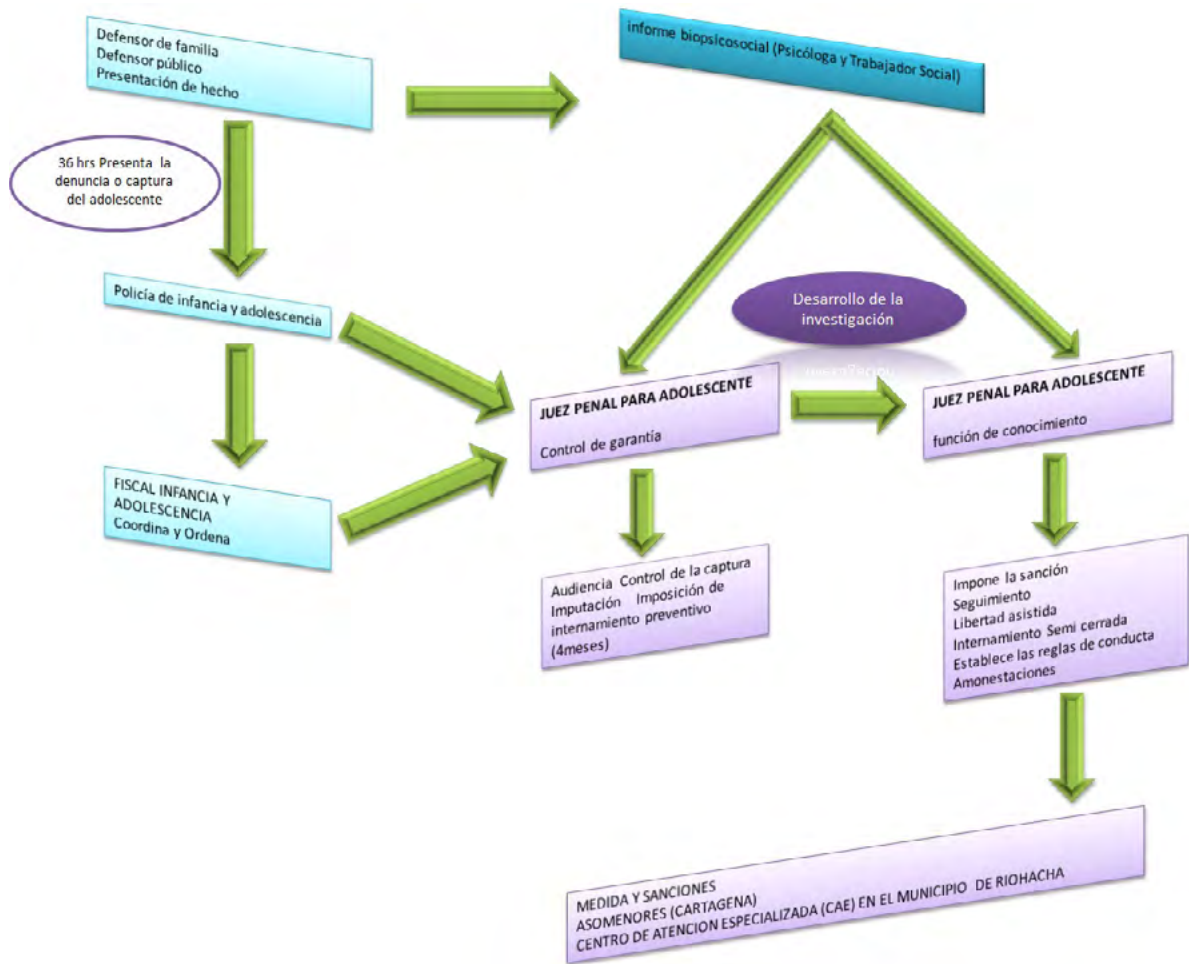 Defensor de familia
Defensor público
Presentación de hecho
informe biopsicosocial (Psicóloga y Trabajador Social)
36 hrs Presenta la
denuncia o captura
del adolescente
Policía de infancia y adolescencia
Desarrollo de la
investigación
JUEZ PENAL PARA ADOLESCENTE
Control de garantía
JUEZ PENAL PARA ADOLESCENTE
función de conocimiento
FISCAL INFANCIA Y
ADOLESCENCIA
Coordina y Ordena
Audiencia Control de la captura
Imputación Imposición de
internamiento preventivo
(4meses)
Impone la sanción
Seguimiento
Libertad asistida
Internamiento Semi cerrada
Establece las reglas de conducta
Amonestaciones
MEDIDA Y SANCIONES
ASOMENORES (CARTAGENA)
CENTRO DE ATENCION ESPECIALIZADA (CAE) EN EL MUNICIPIO DE RIOHACHA